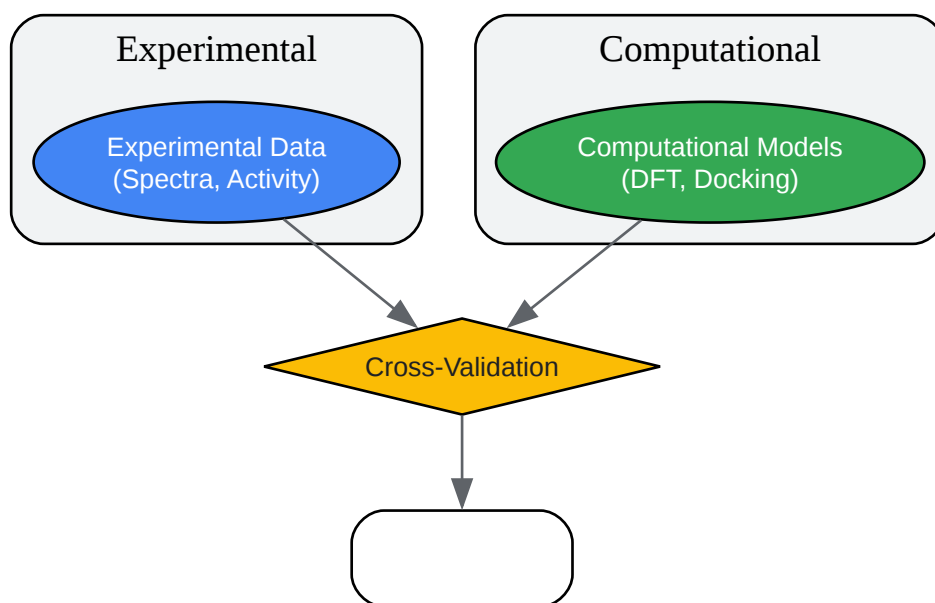 Experimental
Computational
Experimental Data
(Spectra, Activity)
Computational Models
(DFT, Docking)
Cross-Validation